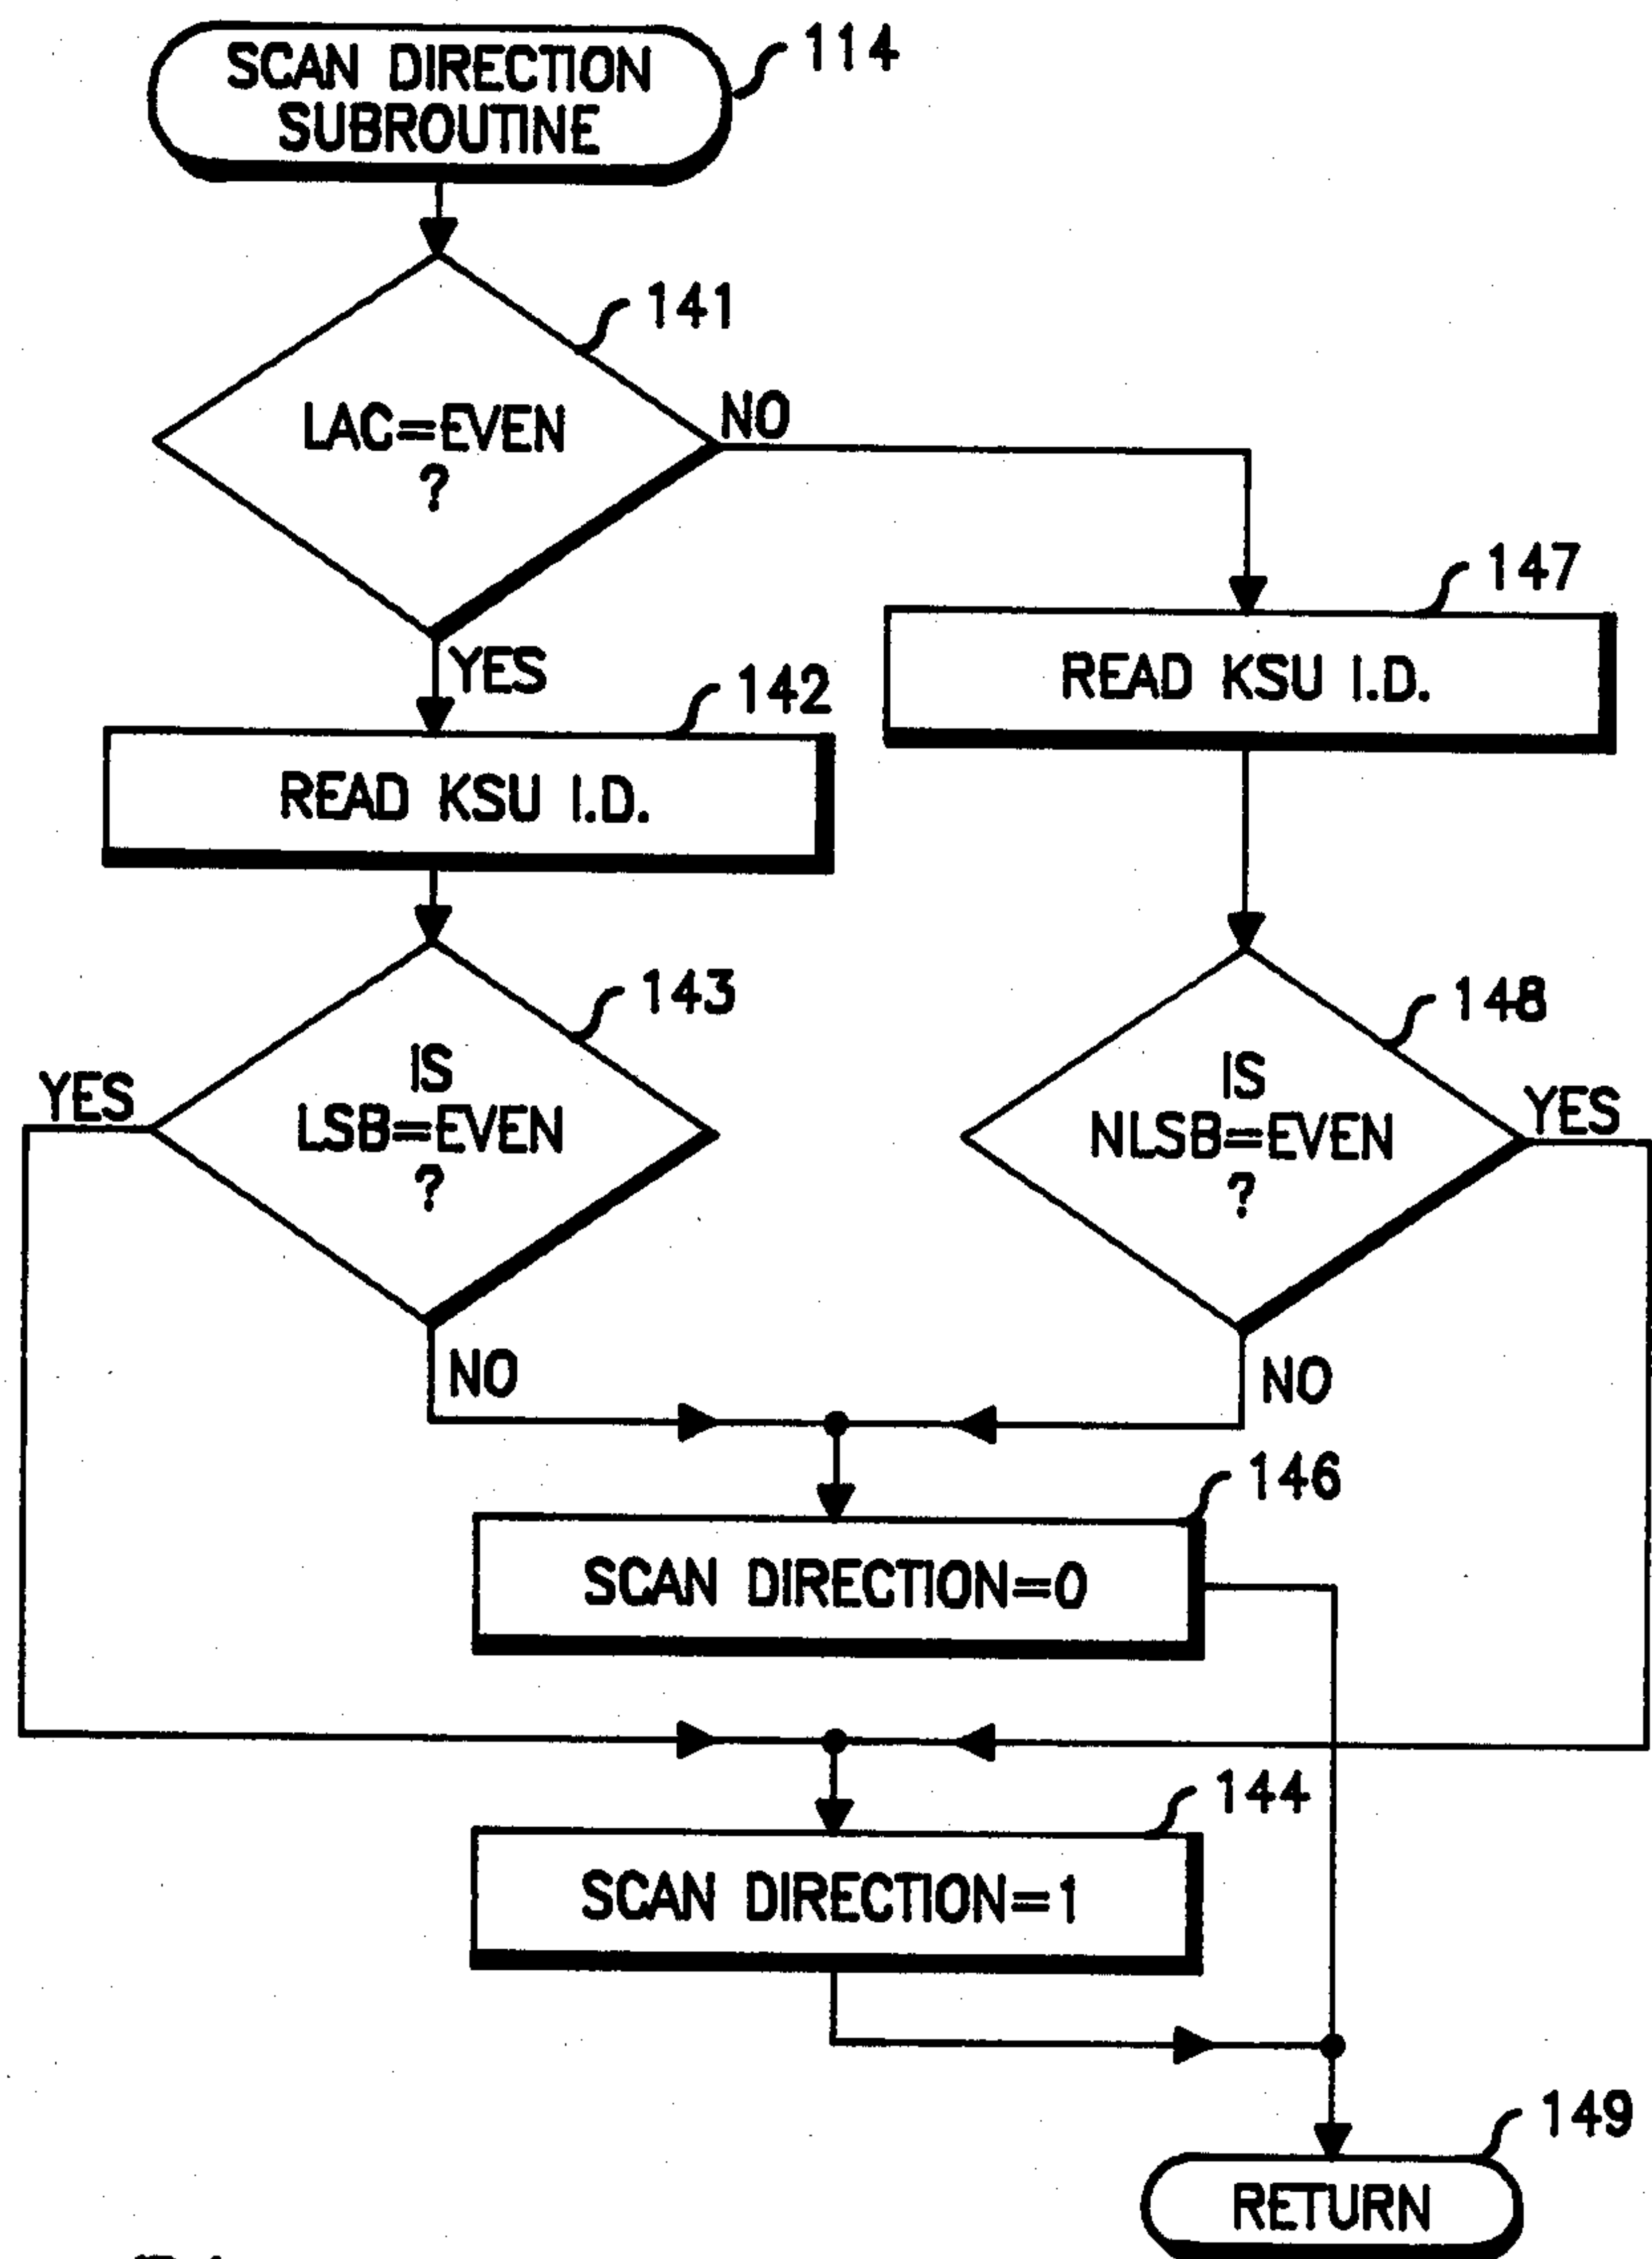 SCAN DIRECTION
SUBROUTINE
114
141
LAC=EVEN
?
NO
YES
147
READ KSU I.D.
142
READ KSU I.D.
143
IS
LSB=EVEN
?
YES
NO
148
IS
NLSB=EVEN
?
YES
NO
146
SCAN DIRECTION=0
144
SCAN DIRECTION=1
149
RETURN